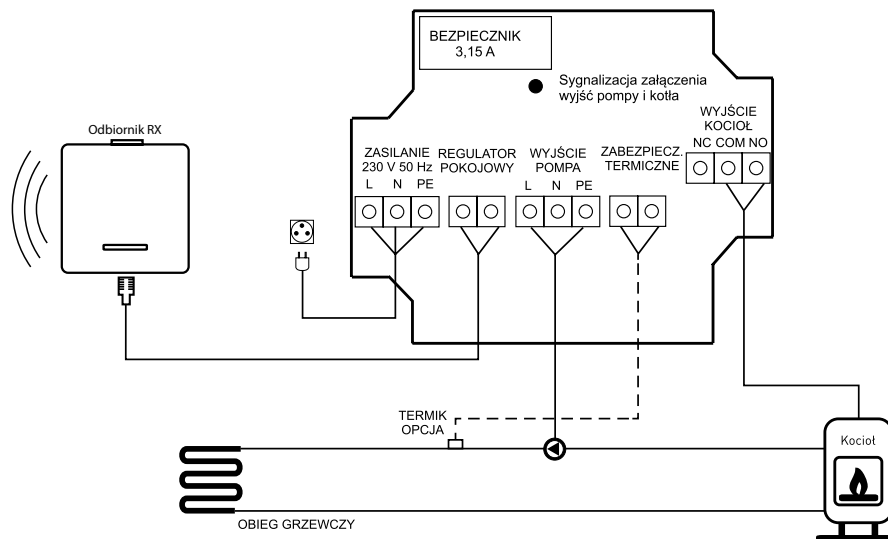 BEZPIECZNIK
3,15 A
Sygnalizacja załączenia
wyjść pompy i kotła
WYJŚCIE
KOCIOŁ
NC COM NO
Odbiornik RX
ZASILANIE
230 V 50 Hz
L N PE
REGULATOR
POKOJOWY
WYJŚCIE
POMPA
L N PE
ZABEZPIECZ.
TERMICZNE
TERMIK
OPCJA
Kocioł
OBIEG GRZEWCZY